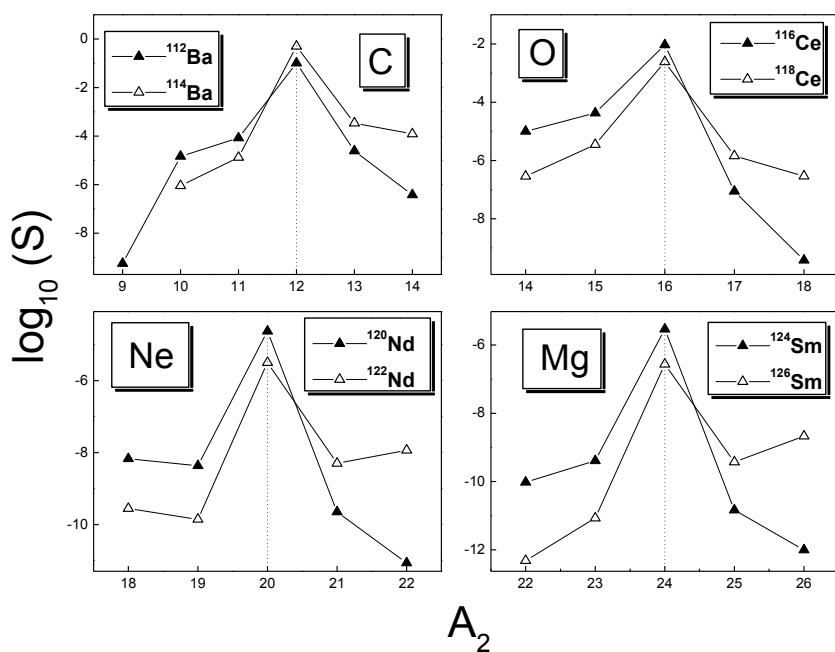 log₁₀ (S)
¹¹²Ba
¹¹⁴Ba
C
0
-2
-4
-6
-8
9 10 11 12 13 14
O
¹¹⁶Ce
¹¹⁸Ce
-2
-4
-6
-8
14 15 16 17 18
Ne
¹²⁰Nd
¹²²Nd
-6
-8
-10
18 19 20 21 22
Mg
¹²⁴Sm
¹²⁶Sm
-6
-8
-10
-12
22 23 24 25 26
A₂